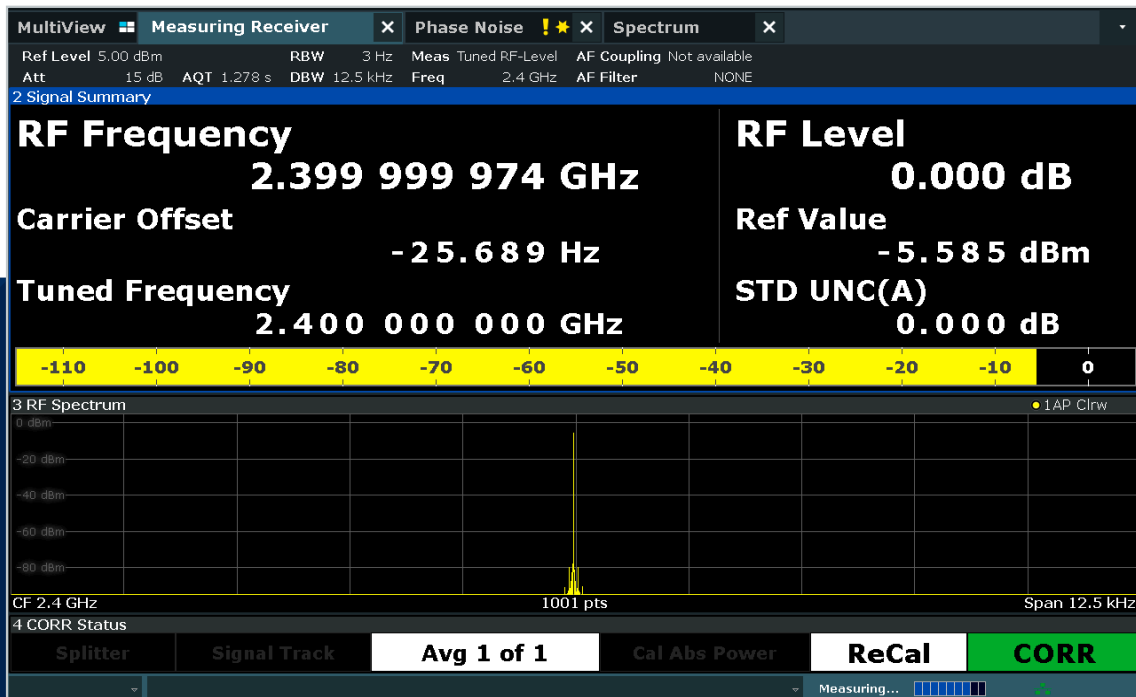 MultiView Measuring Receiver Phase Noise ! Spectrum
Ref Level 5.00 dBm RBW 3 Hz Meas Tuned RF-Level AF Coupling Not available
Att 15 dB AQT 1.278 s DBW 12.5 kHz Freq 2.4 GHz AF Filter NONE
2 Signal Summary
RF Frequency RF Level
2.399 999 974 GHz 0.000 dB
Carrier Offset Ref Value
-25.689 Hz -5.585 dBm
Tuned Frequency STD UNC(A)
2.400 000 000 GHz 0.000 dB
-110 -100 -90 -80 -70 -60 -50 -40 -30 -20 -10 0
3 RF Spectrum 1AP Clrw
0 dBm
-20 dBm
-40 dBm
-60 dBm
-80 dBm
CF 2.4 GHz 1001 pts Span 12.5 kHz
4 CORR Status
Splitter Signal Track Avg 1 of 1 Cal Abs Power ReCal CORR
Measuring...